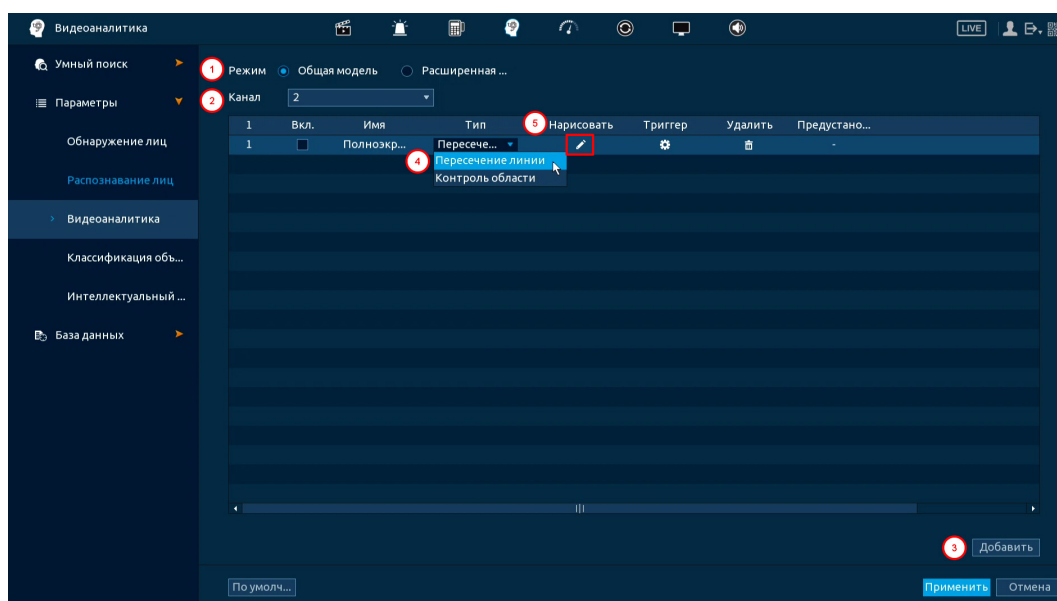 Видеоаналитика
LIVE
Умный поиск
1 Режим Общая модель Расширенная ...
Параметры
2 Канал 2
1 Вкл. Имя Тип 5 Нарисовать Триггер Удалить Предустано...
Обнаружение лиц
1 Полноэкр... Пересече... -
4 Пересечение линии
Контроль области
Распознавание лиц
Видеоаналитика
Классификация объ...
Интеллектуальный ...
База данных
3 Добавить
По умолч... Применить Отмена